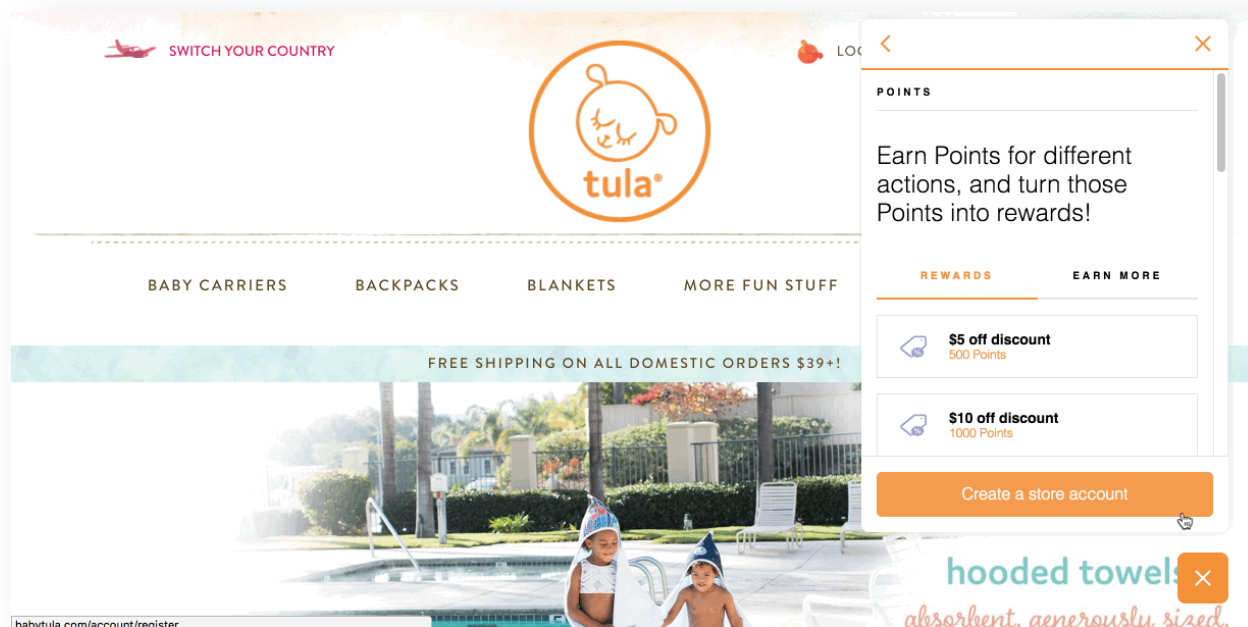 SWITCH YOUR COUNTRY
tula®
POINTS
Earn Points for different
actions, and turn those
Points into rewards!
REWARDS
EARN MORE
BABY CARRIERS
BACKPACKS
BLANKETS
MORE FUN STUFF
$5 off discount
500 Points
FREE SHIPPING ON ALL DOMESTIC ORDERS $39+!
$10 off discount
1000 Points
Create a store account
hooded towels
absorbent. generously sized.
babytula.com/account/register